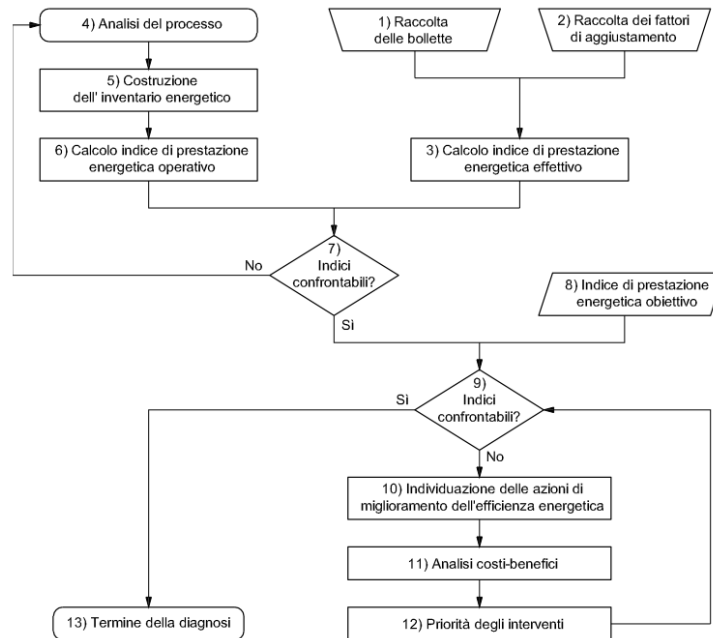 4) Analisi del processo
1) Raccolta
delle bollette
2) Raccolta dei fattori
di aggiustamento
5) Costruzione
dell' inventario energetico
6) Calcolo indice di prestazione
energetica operativo
3) Calcolo indice di prestazione
energetica effettivo
7)
Indici
confrontabili?
No
Sì
8) Indice di prestazione
energetica obiettivo
9)
Indici
confrontabili?
Sì
No
10) Individuazione delle azioni di
miglioramento dell'efficienza energetica
11) Analisi costi-benefici
13) Termine della diagnosi
12) Priorità degli interventi